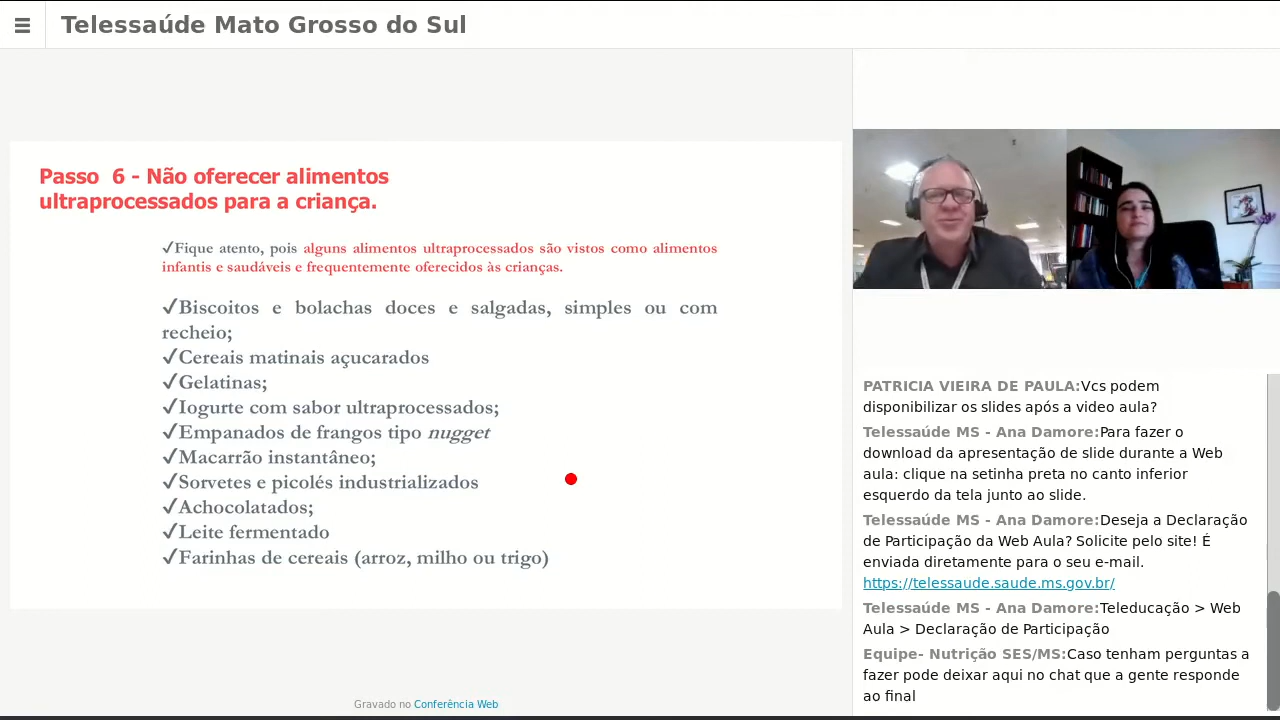 Telessaúde Mato Grosso do Sul
Passo 6 - Não oferecer alimentos
ultraprocessados para a criança.
✓Fique atento, pois alguns alimentos ultraprocessados são vistos como alimentos
infantis e saudáveis e frequentemente oferecidos às crianças.
✓Biscoitos e bolachas doces e salgadas, simples ou com
recheio;
✓Cereais matinais açucarados
✓Gelatinas;
✓Iogurte com sabor ultraprocessados;
✓Empanados de frangos tipo nugget
✓Macarrão instantâneo;
✓Sorvetes e picolés industrializados
✓Achocolatados;
✓Leite fermentado
✓Farinhas de cereais (arroz, milho ou trigo)
Gravado no Conferência Web
PATRICIA VIEIRA DE PAULA:Vcs podem
disponibilizar os slides após a video aula?
Telessaúde MS - Ana Damore:Para fazer o
download da apresentação de slide durante a Web
aula: clique na setinha preta no canto inferior
esquerdo da tela junto ao slide.
Telessaúde MS - Ana Damore:Deseja a Declaração
de Participação da Web Aula? Solicite pelo site! É
enviada diretamente para o seu e-mail.
https://telessaude.saude.ms.gov.br/
Telessaúde MS - Ana Damore:Teleducação > Web
Aula > Declaração de Participação
Equipe- Nutrição SES/MS:Caso tenham perguntas a
fazer pode deixar aqui no chat que a gente responde
ao final